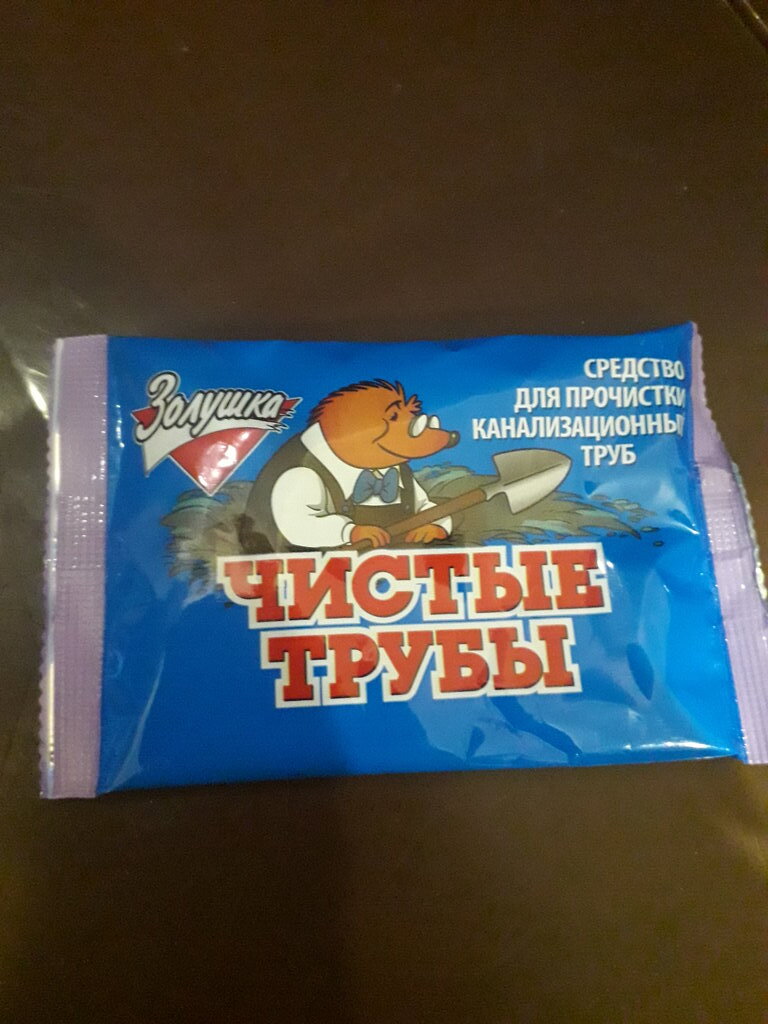 Золушка
СРЕДСТВО
ДЛЯ ПРОЧИСТКИ
КАНАЛИЗАЦИОННЫ
ТРУБ
ЧИСТЫЕ
ТРУБЫ